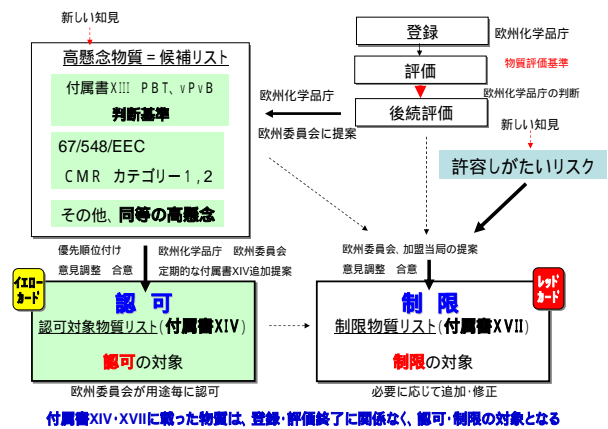 新しい知見
高懸念物質＝候補リスト
付属書XIII PBT、vPvB
判断基準
67/548/EEC
CMR カテゴリー1,2
その他、同等の高懸念
登録
欧州化学品庁
評価
物質評価基準
欧州化学品庁の判断
後続評価
欧州化学品庁
欧州委員会に提案
新しい知見
許容しがたいリスク
優先順位付け
意見調整 合意
欧州化学品庁 欧州委員会
定期的な付属書XIV追加提案
欧州委員会、加盟当局の提案
意見調整 合意
イエロー
カード
認可
認可対象物質リスト(付属書XIV)
認可の対象
欧州委員会が用途毎に認可
レッド
カード
制限
制限物質リスト(付属書XVII)
制限の対象
必要に応じて追加・修正
付属書XIV・XVIIに載った物質は、登録・評価終了に関係なく、認可・制限の対象となる